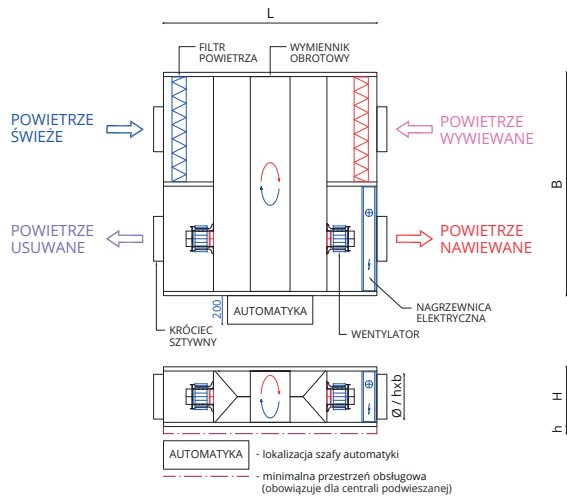 L
FILTR
POWIETRZA
WYMIENNIK
OBROTOWY
POWIETRZE
ŚWIEŻE
POWIETRZE
WYWIEWANE
B
POWIETRZE
USUWANE
POWIETRZE
NAWIEWANE
200
AUTOMATYKA
NAGRZEWNICA
ELEKTRYCZNA
KRÓCIEC
SZTYWNY
WENTYLATOR
Ø / hxb
H
h
AUTOMATYKA - lokalizacja szafy automatyki
- minimalna przestrzeń obsługowa
(obowiązuje dla centrali podwieszanej)